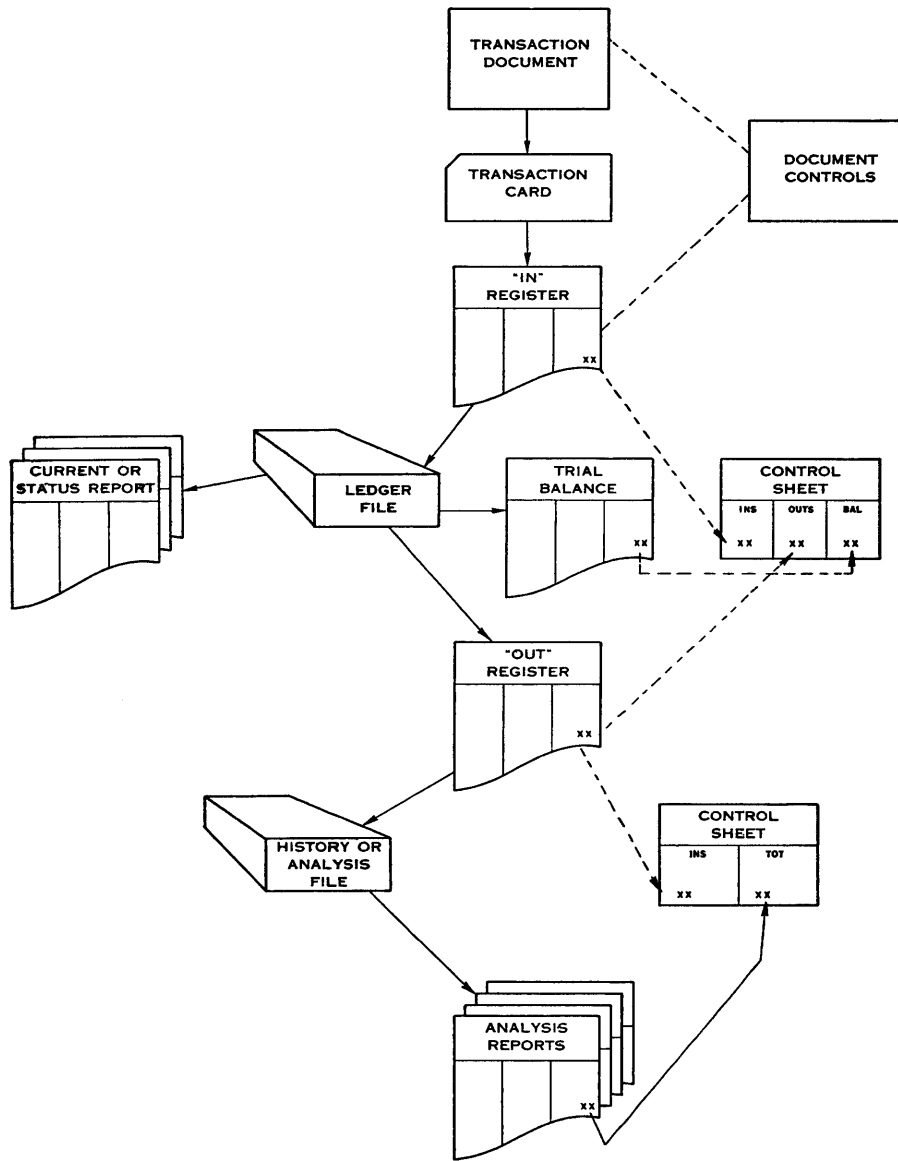 TRANSACTION
DOCUMENT
DOCUMENT
CONTROLS
TRANSACTION
CARD
"IN"
REGISTER
XX
CURRENT OR
STATUS REPORT
LEDGER
FILE
TRIAL
BALANCE
XX
CONTROL
SHEET
INS OUTS BAL
XX XX XX
"OUT"
REGISTER
XX
HISTORY OR
ANALYSIS
FILE
CONTROL
SHEET
INS TOT
XX XX
ANALYSIS
REPORTS
XX